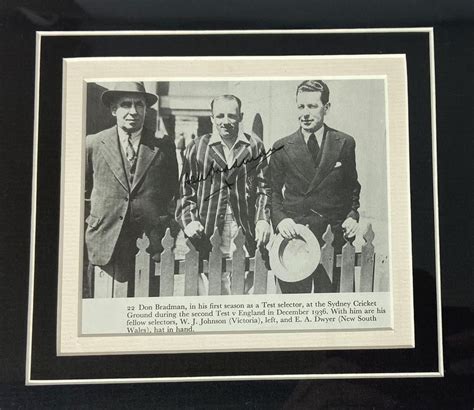 22 Don Bradman, in his first season as a Test selector, at the Sydney Cricket
Ground during the second Test v England in December 1936. With him are his
fellow selectors, W. J. Johnson (Victoria), left, and E. A. Dwyer (New South
Wales), hat in hand.